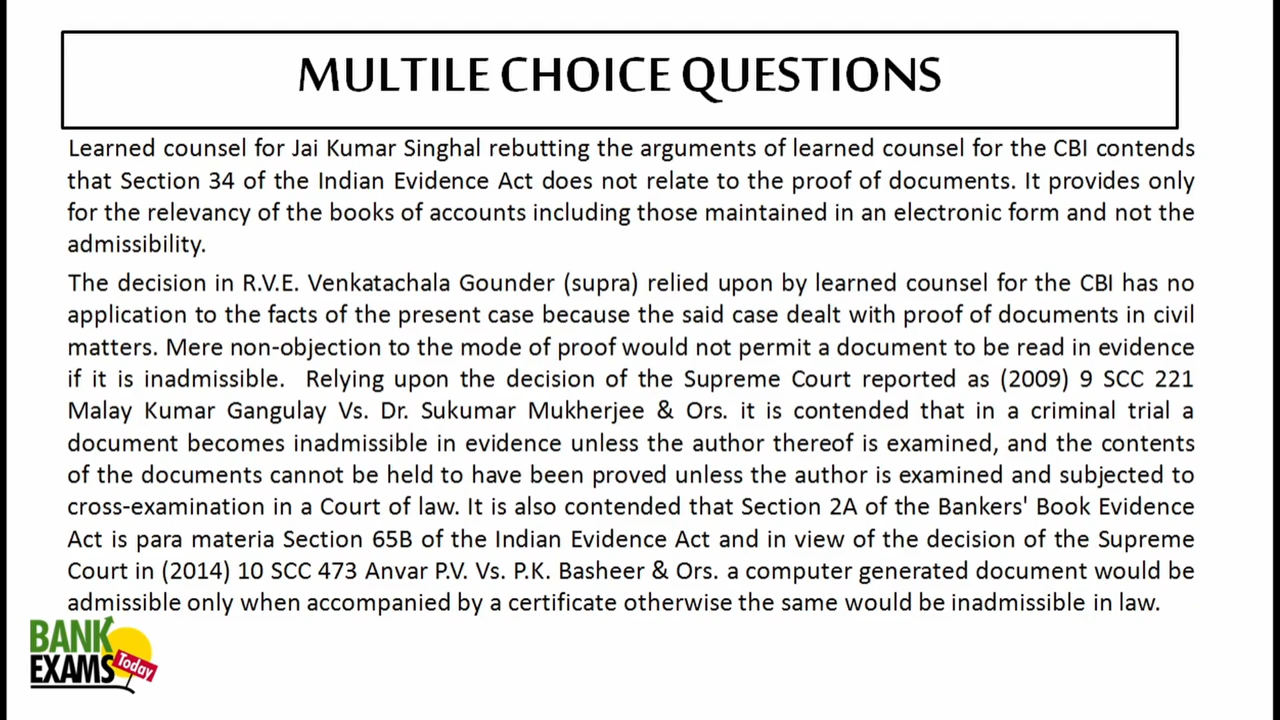 MULTILE CHOICE QUESTIONS
Learned counsel for Jai Kumar Singhal rebutting the arguments of learned counsel for the CBI contends
that Section 34 of the Indian Evidence Act does not relate to the proof of documents. It provides only
for the relevancy of the books of accounts including those maintained in an electronic form and not the
admissibility.
The decision in R.V.E. Venkatachala Gounder (supra) relied upon by learned counsel for the CBI has no
application to the facts of the present case because the said case dealt with proof of documents in civil
matters. Mere non-objection to the mode of proof would not permit a document to be read in evidence
if it is inadmissible. Relying upon the decision of the Supreme Court reported as (2009) 9 SCC 221
Malay Kumar Gangulay Vs. Dr. Sukumar Mukherjee & Ors. it is contended that in a criminal trial a
document becomes inadmissible in evidence unless the author thereof is examined, and the contents
of the documents cannot be held to have been proved unless the author is examined and subjected to
cross-examination in a Court of law. It is also contended that Section 2A of the Bankers' Book Evidence
Act is para materia Section 65B of the Indian Evidence Act and in view of the decision of the Supreme
Court in (2014) 10 SCC 473 Anvar P.V. Vs. P.K. Basheer & Ors. a computer generated document would be
admissible only when accompanied by a certificate otherwise the same would be inadmissible in law.
BANK
EXAMS Today